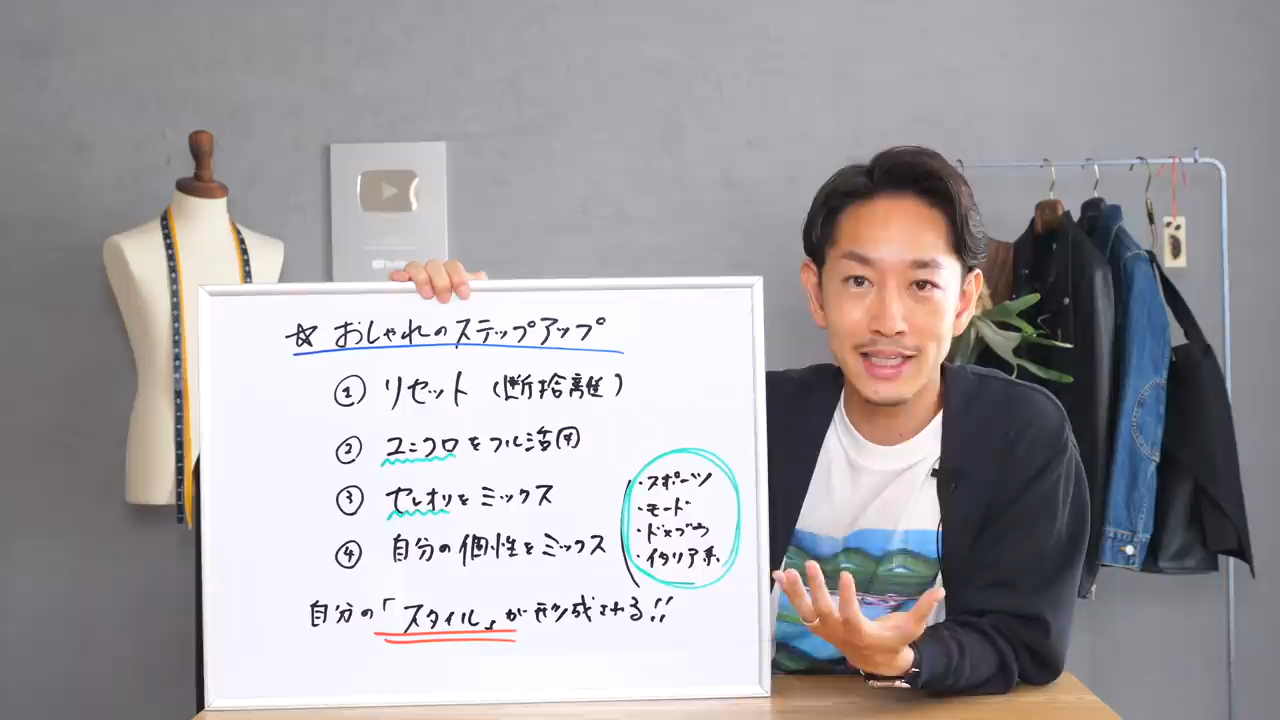 ☆ おしゃれのステップアップ
① リセット (断捨離)
② ユニクロをフル活用
③ セレオリをミックス
④ 自分の個性をミックス
・スポーツ
・モード
・ドメブラ
・イタリア系
自分の「スタイル」が形成される!!